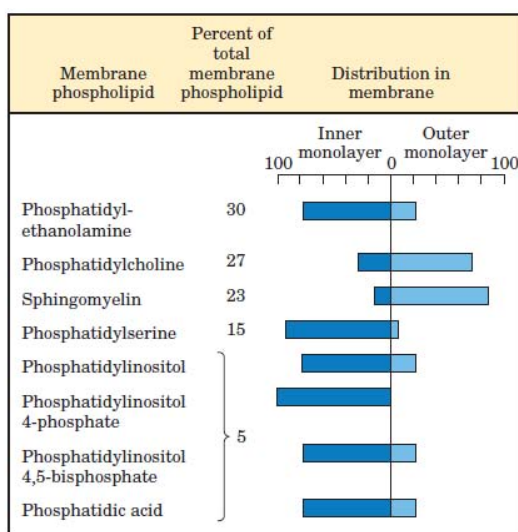 Membrane
phospholipid
Percent of
total
membrane
phospholipid
Distribution in
membrane
Inner
monolayer
Outer
monolayer
100 0 100
Phosphatidyl-
ethanolamine
30
Phosphatidylcholine 27
Sphingomyelin 23
Phosphatidylserine 15
Phosphatidylinositol
Phosphatidylinositol
4-phosphate
5
Phosphatidylinositol
4,5-bisphosphate
Phosphatidic acid